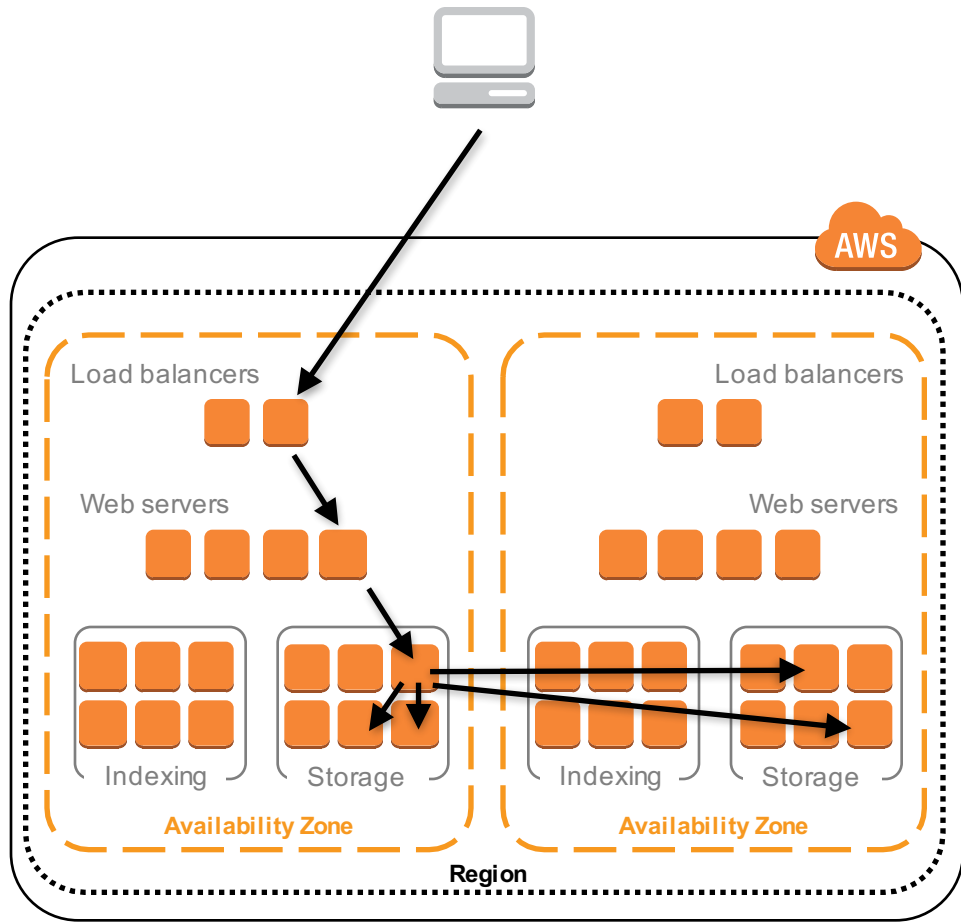 AWS
Load balancers
Load balancers
Web servers
Web servers
Indexing
Storage
Indexing
Storage
Availability Zone
Availability Zone
Region